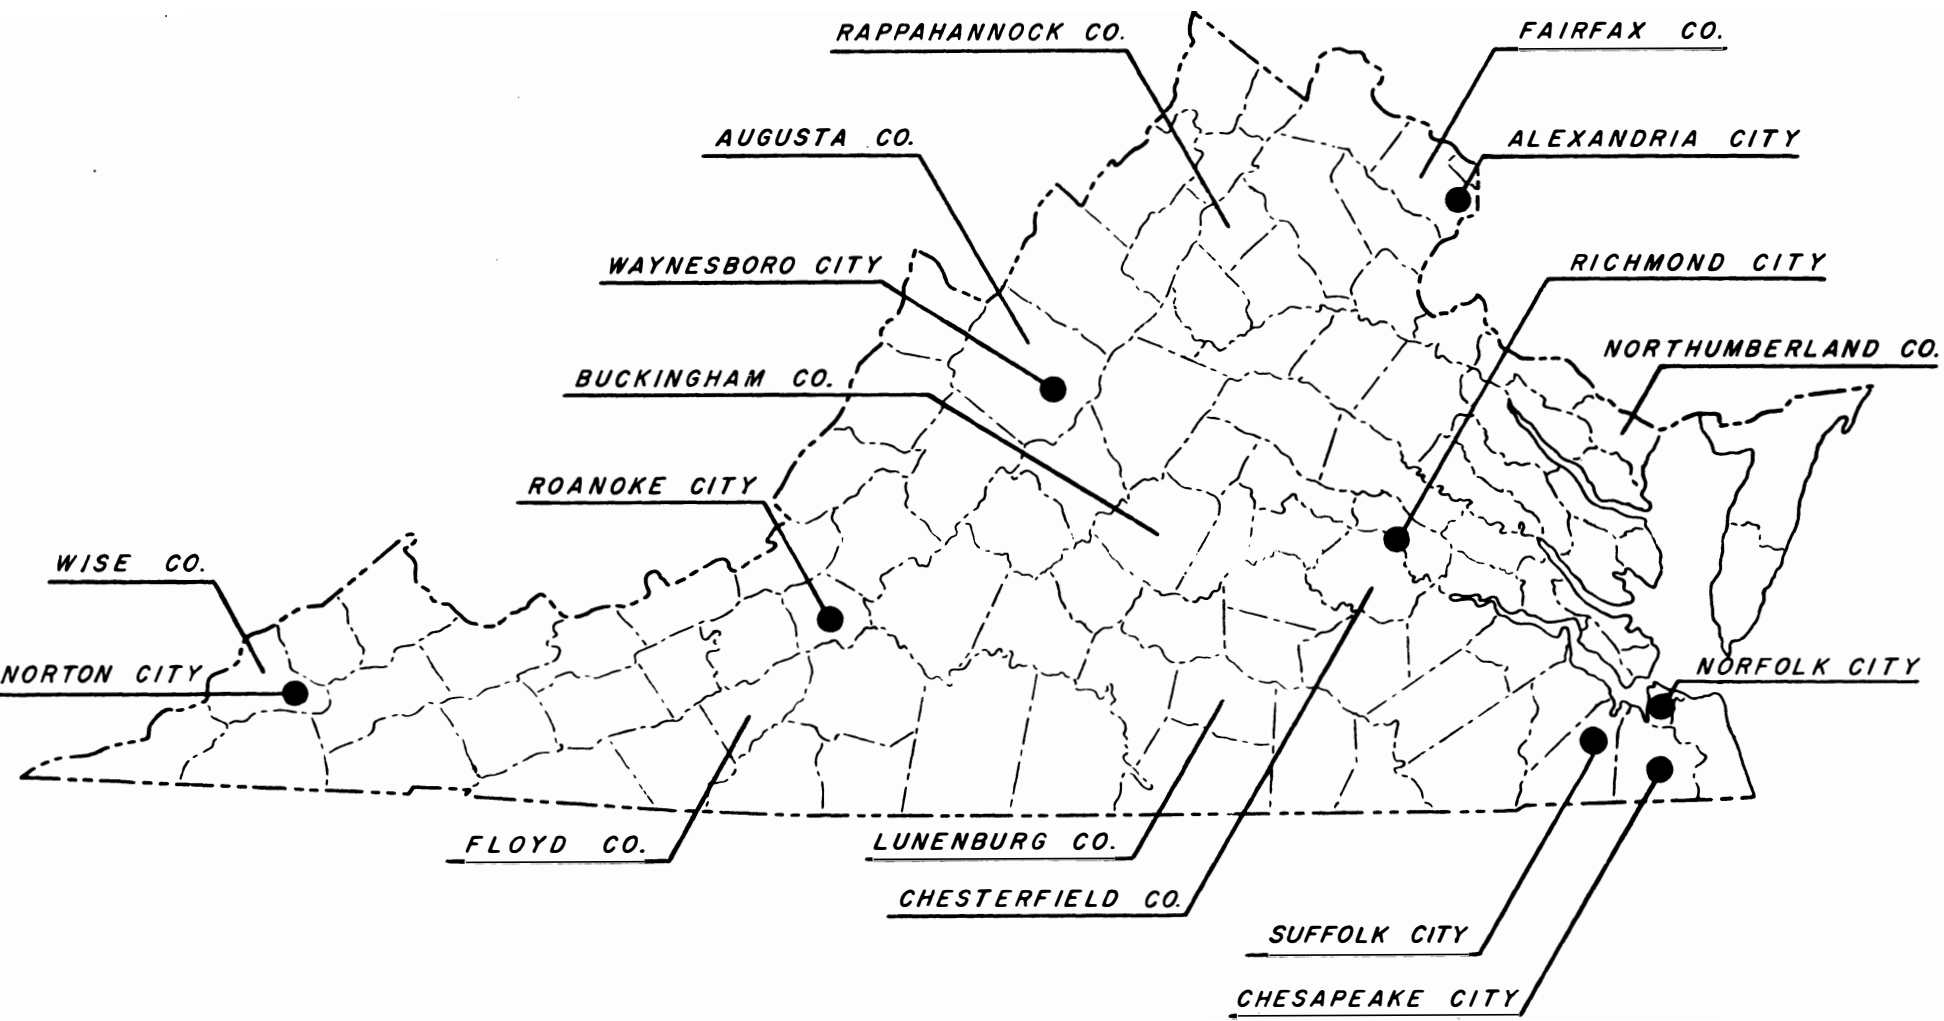 RAPPAHANNOCK CO.
FAIRFAX CO.
AUGUSTA CO.
ALEXANDRIA CITY
WAYNESBORO CITY
RICHMOND CITY
NORTHUMBERLAND CO.
BUCKINGHAM CO.
ROANOKE CITY
WISE CO.
NORTON CITY
NORFOLK CITY
FLOYD CO.
LUNENBURG CO.
CHESTERFIELD CO.
SUFFOLK CITY
CHESAPEAKE CITY